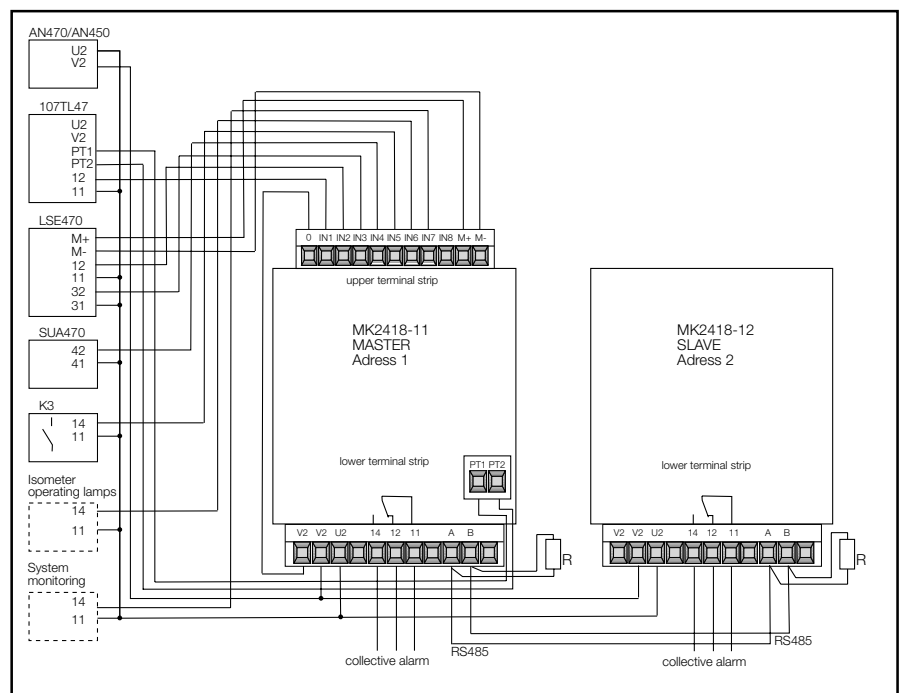 AN470/AN450
U2
V2
107TL47
U2
V2
PT1
PT2
12
11
LSE470
M+
M-
12
11
32
31
SUA470
42
41
K3
14
11
Isometer
operating lamps
14
11
System
monitoring
14
11
0 IN1 IN2 IN3 IN4 IN5 IN6 IN7 IN8 M+ M-
upper terminal strip
MK2418-11
MASTER
Adress 1
lower terminal strip
PT1 PT2
V2 V2 U2 14 12 11 A B
R
collective alarm
RS485
MK2418-12
SLAVE
Adress 2
lower terminal strip
V2 V2 U2 14 12 11 A B
R
collective alarm
RS485